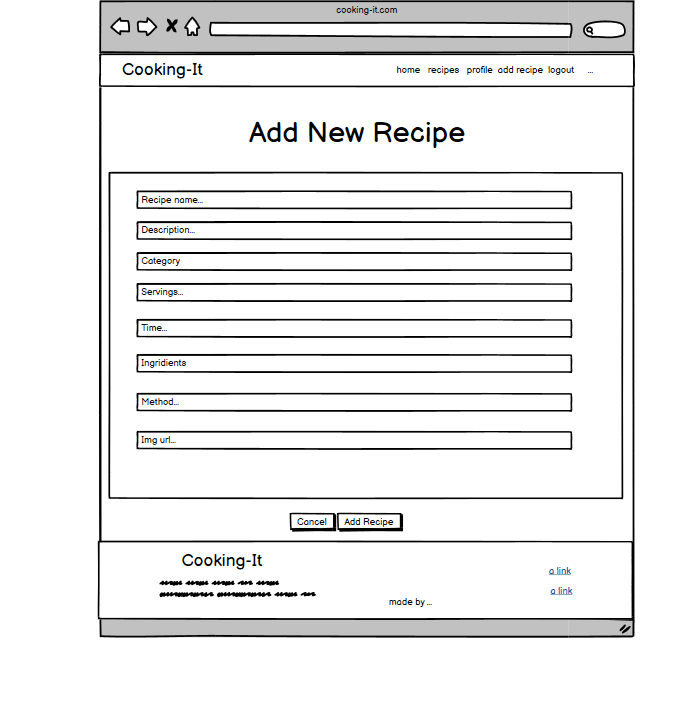 cooking-it.com
Cooking-It
home recipes profile add recipe logout ...
Add New Recipe
Recipe name...
Description...
Category
Servings...
Time...
Ingridients
Method...
Img url...
Cancel Add Recipe
Cooking-It
a link
a link
made by ...